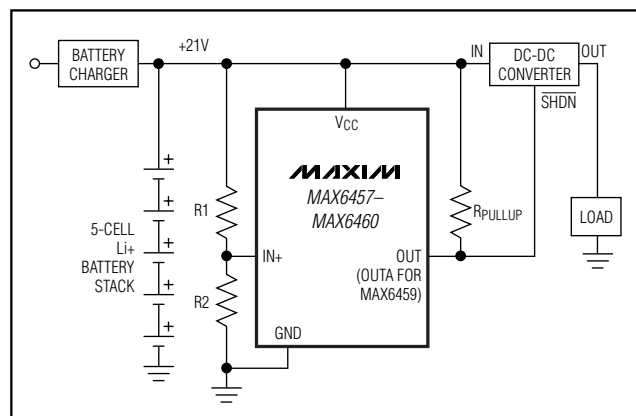 BATTERY
CHARGER
+21V
IN
DC-DC
CONVERTER
OUT
SHDN
VCC
MAXIM
MAX6457–
MAX6460
R1
RPULLUP
LOAD
5-CELL
Li+
BATTERY
STACK
IN+
OUT
(OUTA FOR
MAX6459)
R2
GND
+
+
+
+
+